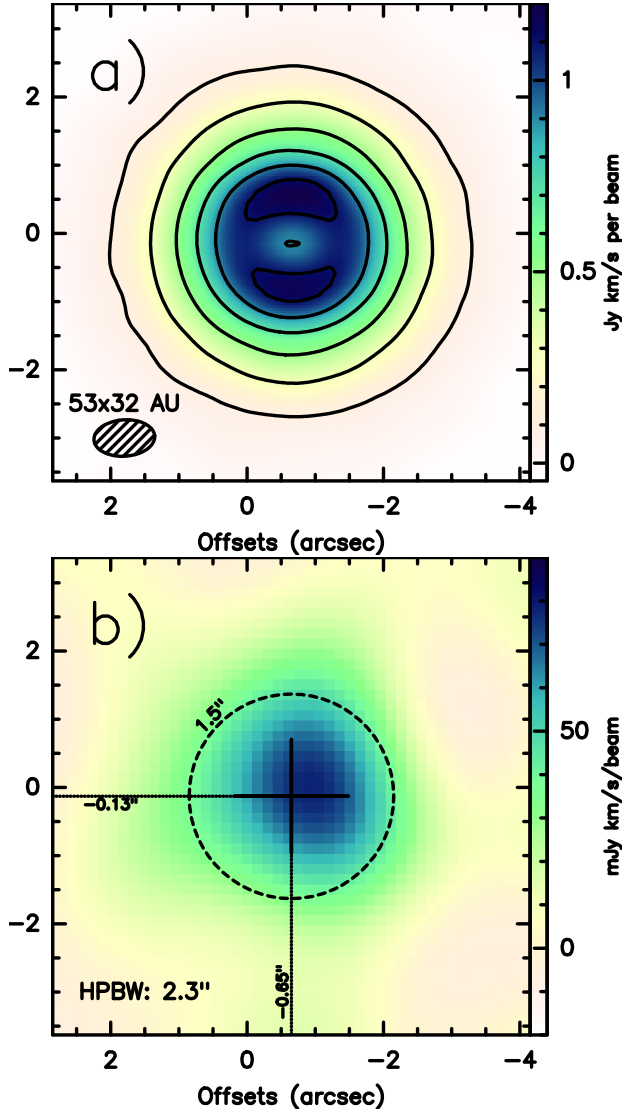 a)
2
0
−2
53x32 AU
2 0 −2 −4
Offsets (arcsec)
1
0.5
0
Jy km/s per beam
b)
2
0
−2
1.5"
−0.13"
−0.65"
HPBW: 2.3"
2 0 −2 −4
Offsets (arcsec)
50
0
mJy km/s/beam